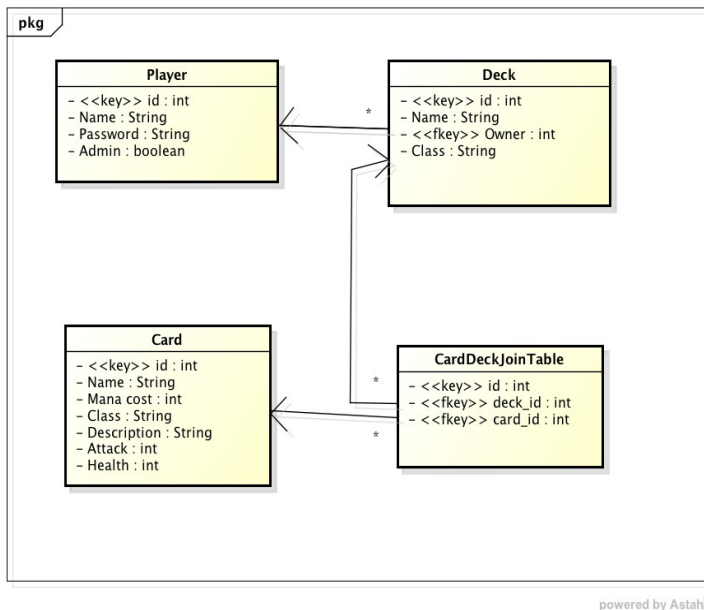 pkg
Player
- <<key>> id : int
- Name : String
- Password : String
- Admin : boolean
Deck
- <<key>> id : int
- Name : String
- <<fkey>> Owner : int
- Class : String
*
Card
- <<key>> id : int
- Name : String
- Mana cost : int
- Class : String
- Description : String
- Attack : int
- Health : int
CardDeckJoinTable
- <<key>> id : int
- <<fkey>> deck_id : int
- <<fkey>> card_id : int
*
*
powered by Astah